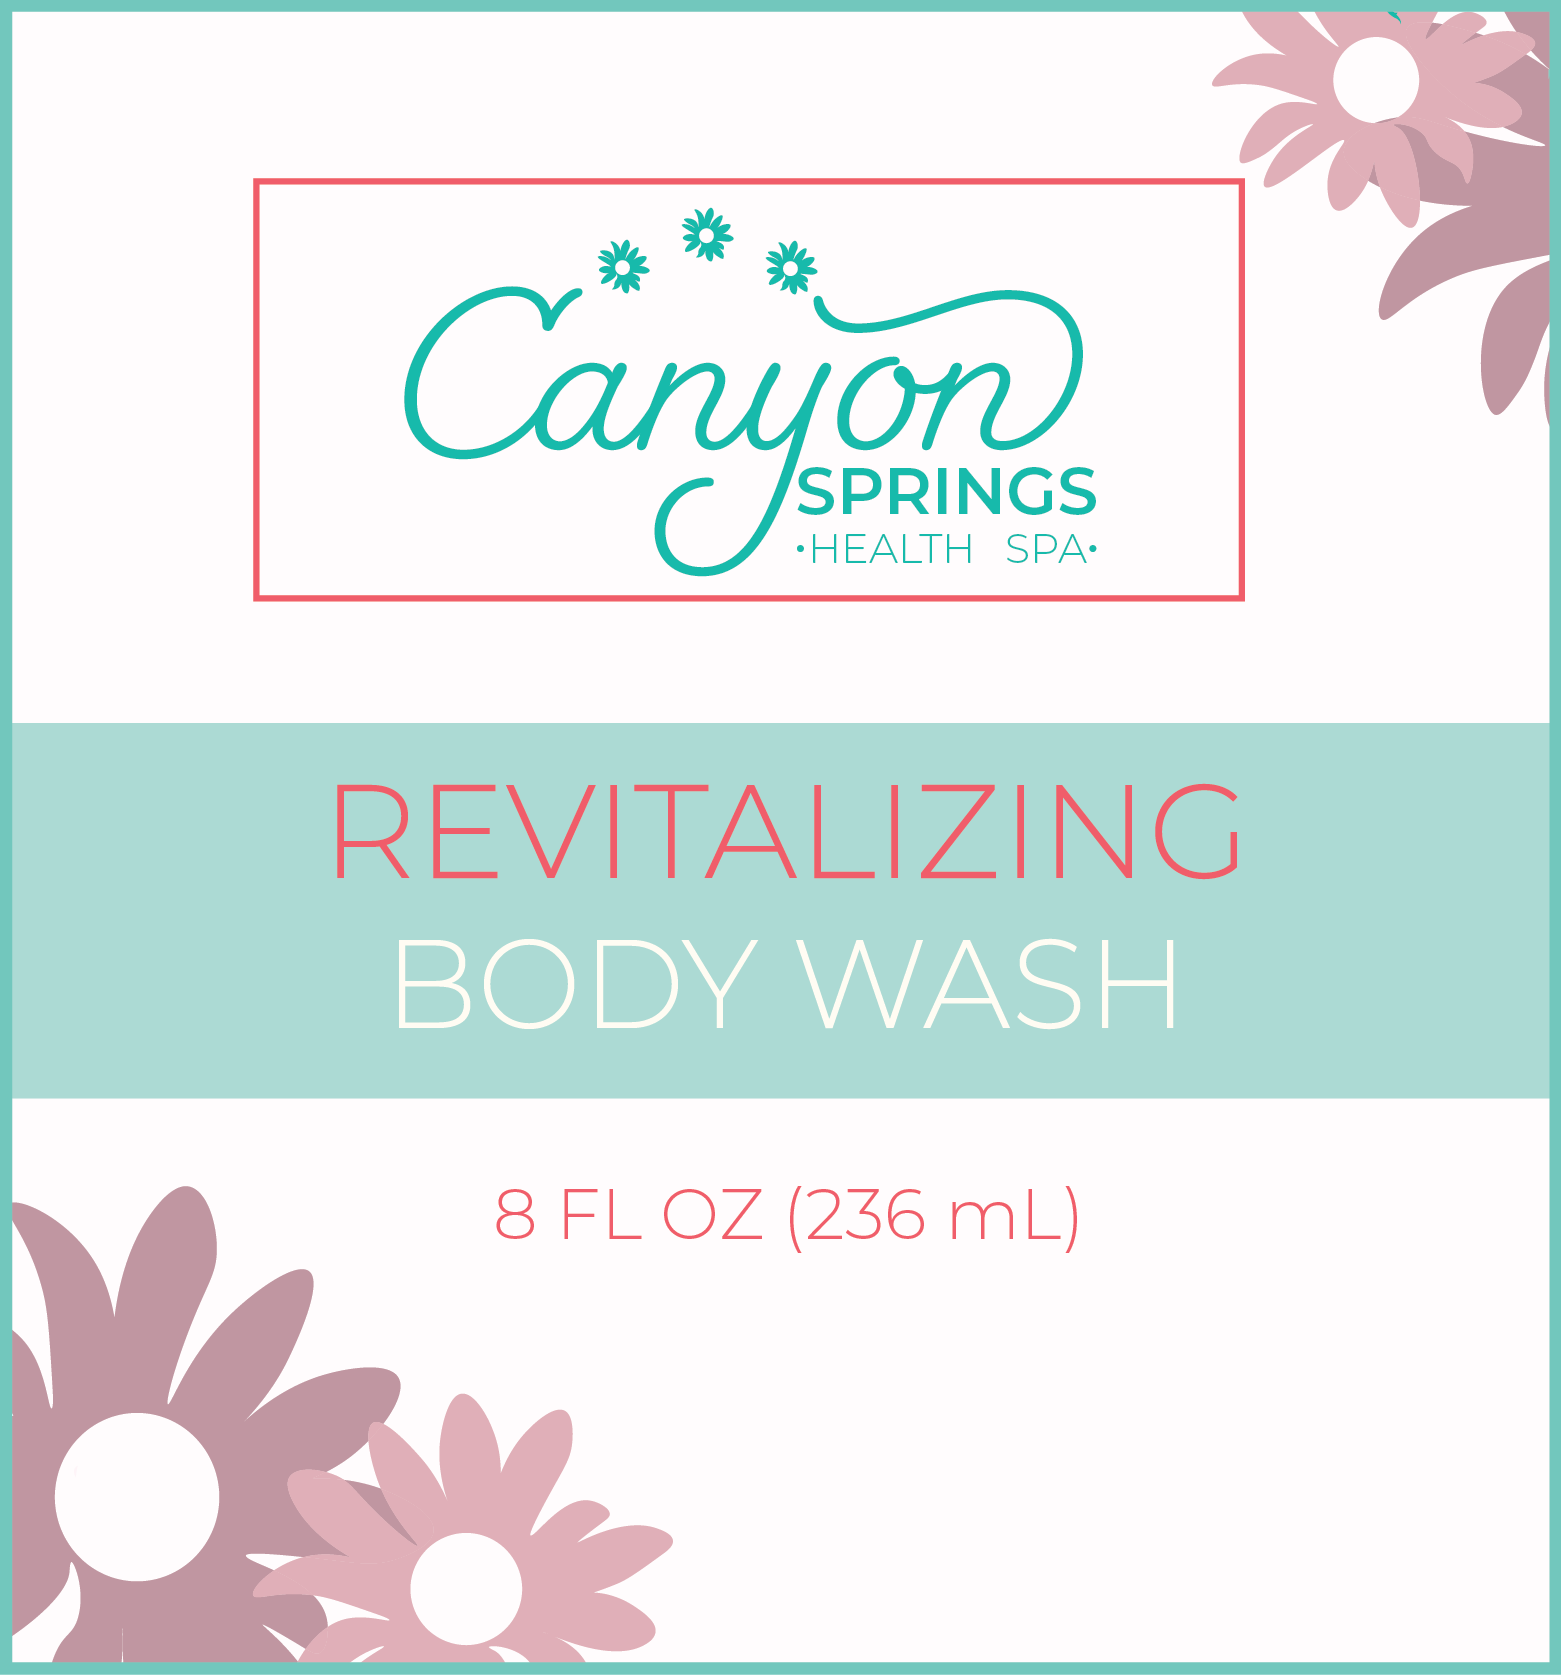 Canyon
SPRINGS
•HEALTH SPA•
REVITALIZING
BODY WASH
8 FL OZ (236 mL)